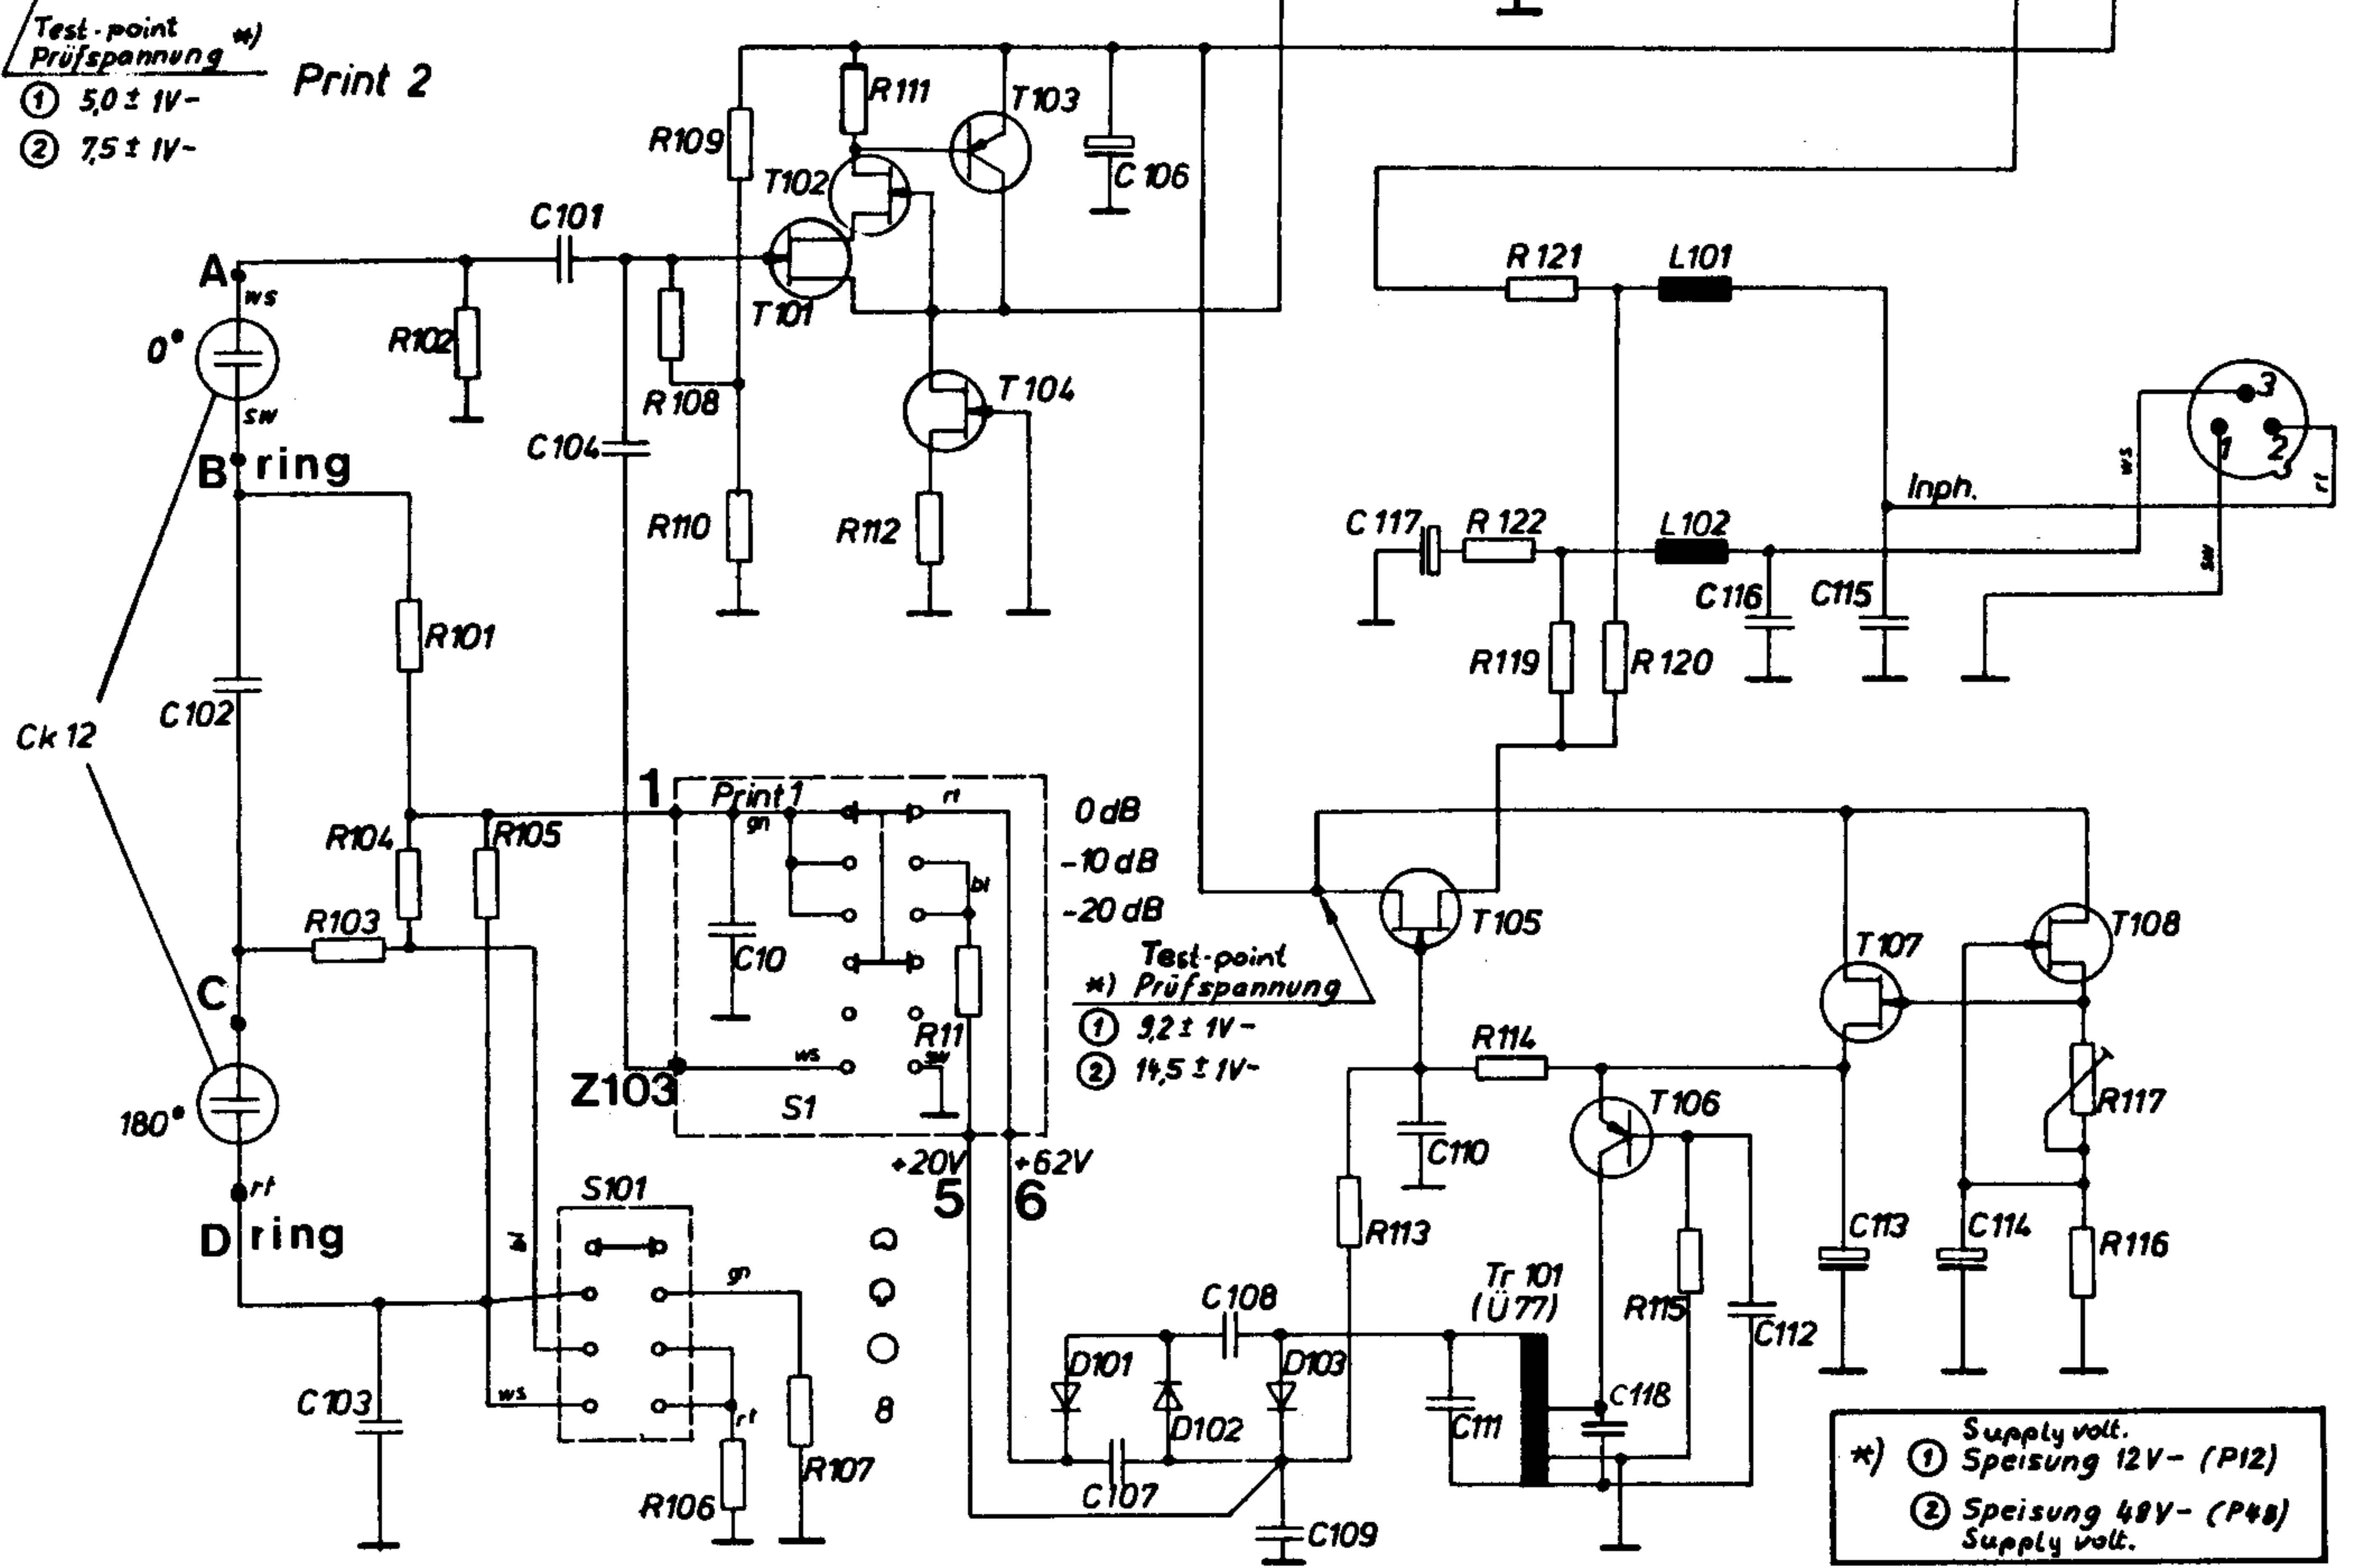 Test-point *)
Prüfspannung
① 5,0 ± 1V-
② 7,5 ± 1V-
Print 2
R111
T103
R109
C 106
T102
C101
A
ws
R 121
L101
T101
0°
R102
R108
T104
sw
3
1
2
C104
B ring
ws
rt
Inph.
R110
R112
C117
R 122
L102
sw
C116
C115
R101
R119
R120
C102
Ck 12
1
Print1
gn
rt
0 dB
R104
R105
-10 dB
bl
-20 dB
R103
T105
T108
C10
T107
C
Test-point
*) Prüfspannung
① 9,2 ± 1V-
② 14,5 ± 1V-
R11
R114
ws
sw
Z103
S1
T106
R117
180°
C110
+20V
+62V
5
6
rt
S101
D ring
bl
R113
C113
C114
R116
gn
Tr 101
(Ü77)
C108
R115
C112
D101
D103
C103
ws
8
rt
D102
C111
C118
R107
R106
C107
C109
Supply volt.
*) ① Speisung 12V- (P12)
② Speisung 48V- (P48)
Supply volt.